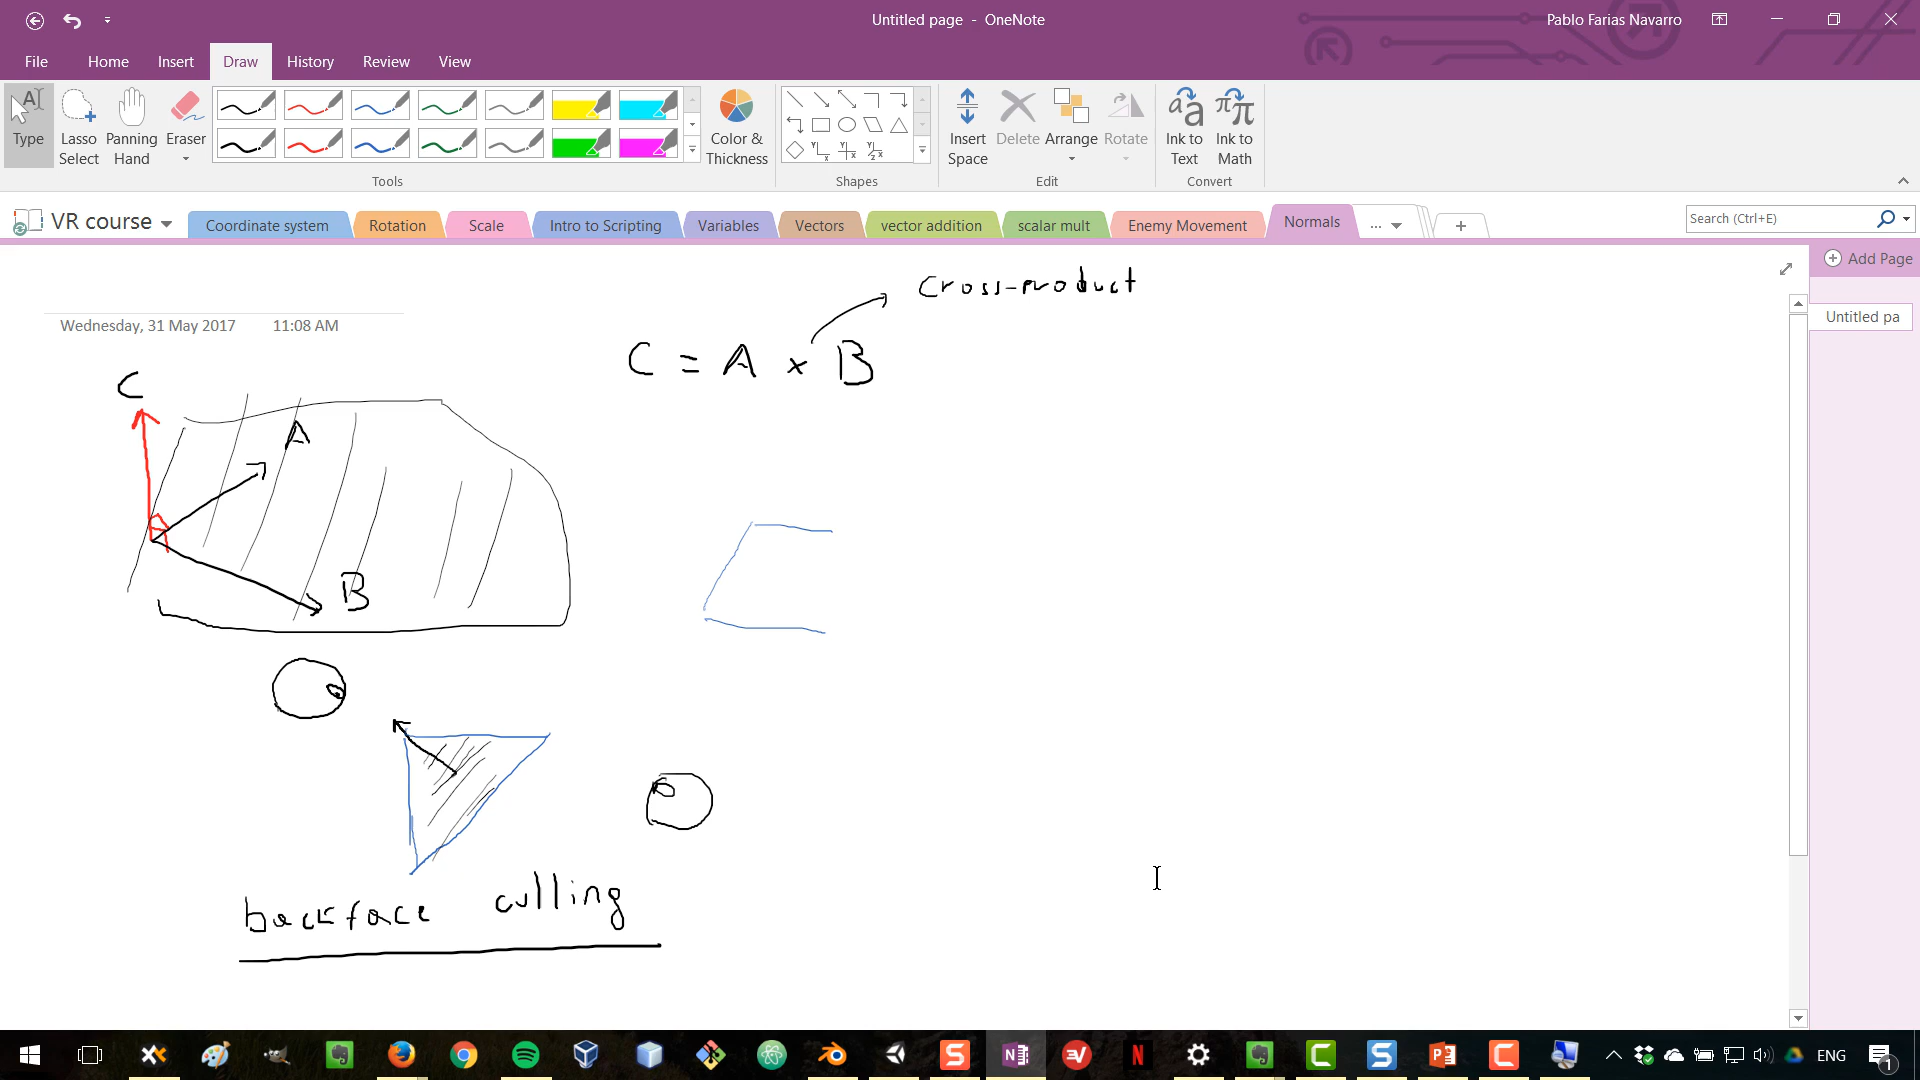 Untitled page - OneNote
Pablo Farias Navarro
File Home Insert Draw History Review View
Type
Lasso Select
Panning Hand
Eraser
Color & Thickness
Insert Space
Delete
Arrange
Rotate
Ink to Text
Ink to Math
Tools
Shapes
Edit
Convert
VR course
Coordinate system
Rotation
Scale
Intro to Scripting
Variables
Vectors
vector addition
scalar mult
Enemy Movement
Normals
...
Search (Ctrl+E)
Add Page
Untitled pa
cross-product
Wednesday, 31 May 2017 11:08 AM
C = A × B
C
A
B
backface culling
ENG
1